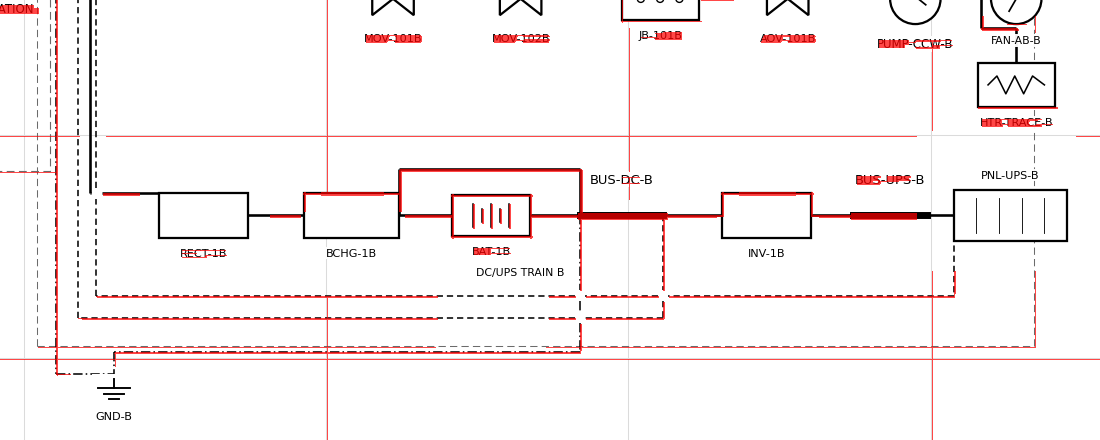 ATION
MOV-101B
MOV-102B
JB-101B
AOV-101B
PUMP-CCW-B
FAN-AB-B
HTR-TRACE-B
BUS-DC-B
BUS-UPS-B
PNL-UPS-B
RECT-1B
BCHG-1B
BAT-1B
INV-1B
DC/UPS TRAIN B
GND-B